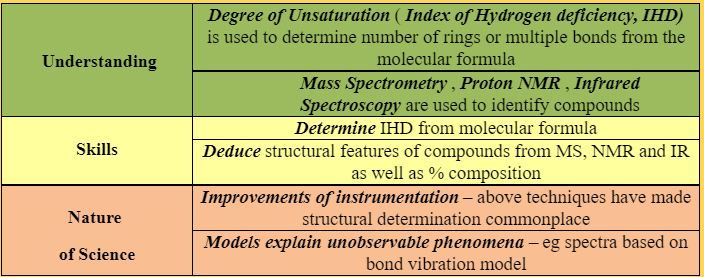 Understanding
Degree of Unsaturation ( Index of Hydrogen deficiency, IHD)
is used to determine number of rings or multiple bonds from the
molecular formula
Mass Spectrometry , Proton NMR , Infrared
Spectroscopy are used to identify compounds
Skills
Determine IHD from molecular formula
Deduce structural features of compounds from MS, NMR and IR
as well as % composition
Nature
of Science
Improvements of instrumentation – above techniques have made
structural determination commonplace
Models explain unobservable phenomena – eg spectra based on
bond vibration model